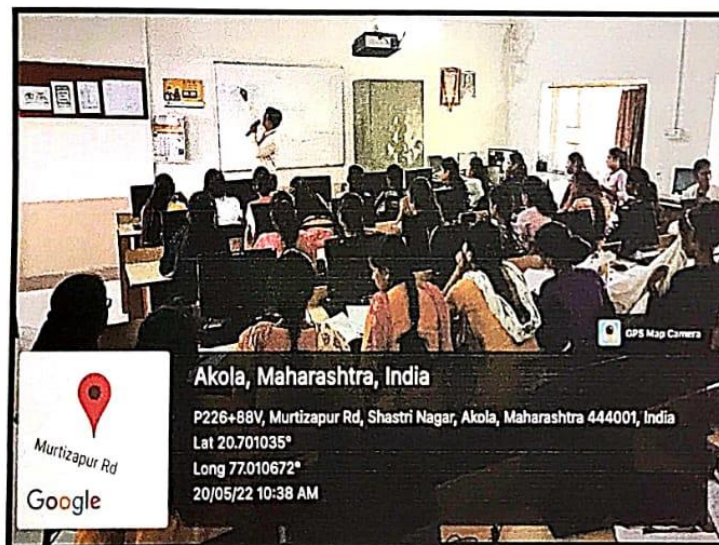 GPS Map Camera
Akola, Maharashtra, India
P226+88V, Murtizapur Rd, Shastri Nagar, Akola, Maharashtra 444001, India
Lat 20.701035°
Long 77.010672°
20/05/22 10:38 AM
Murtizapur Rd
Google